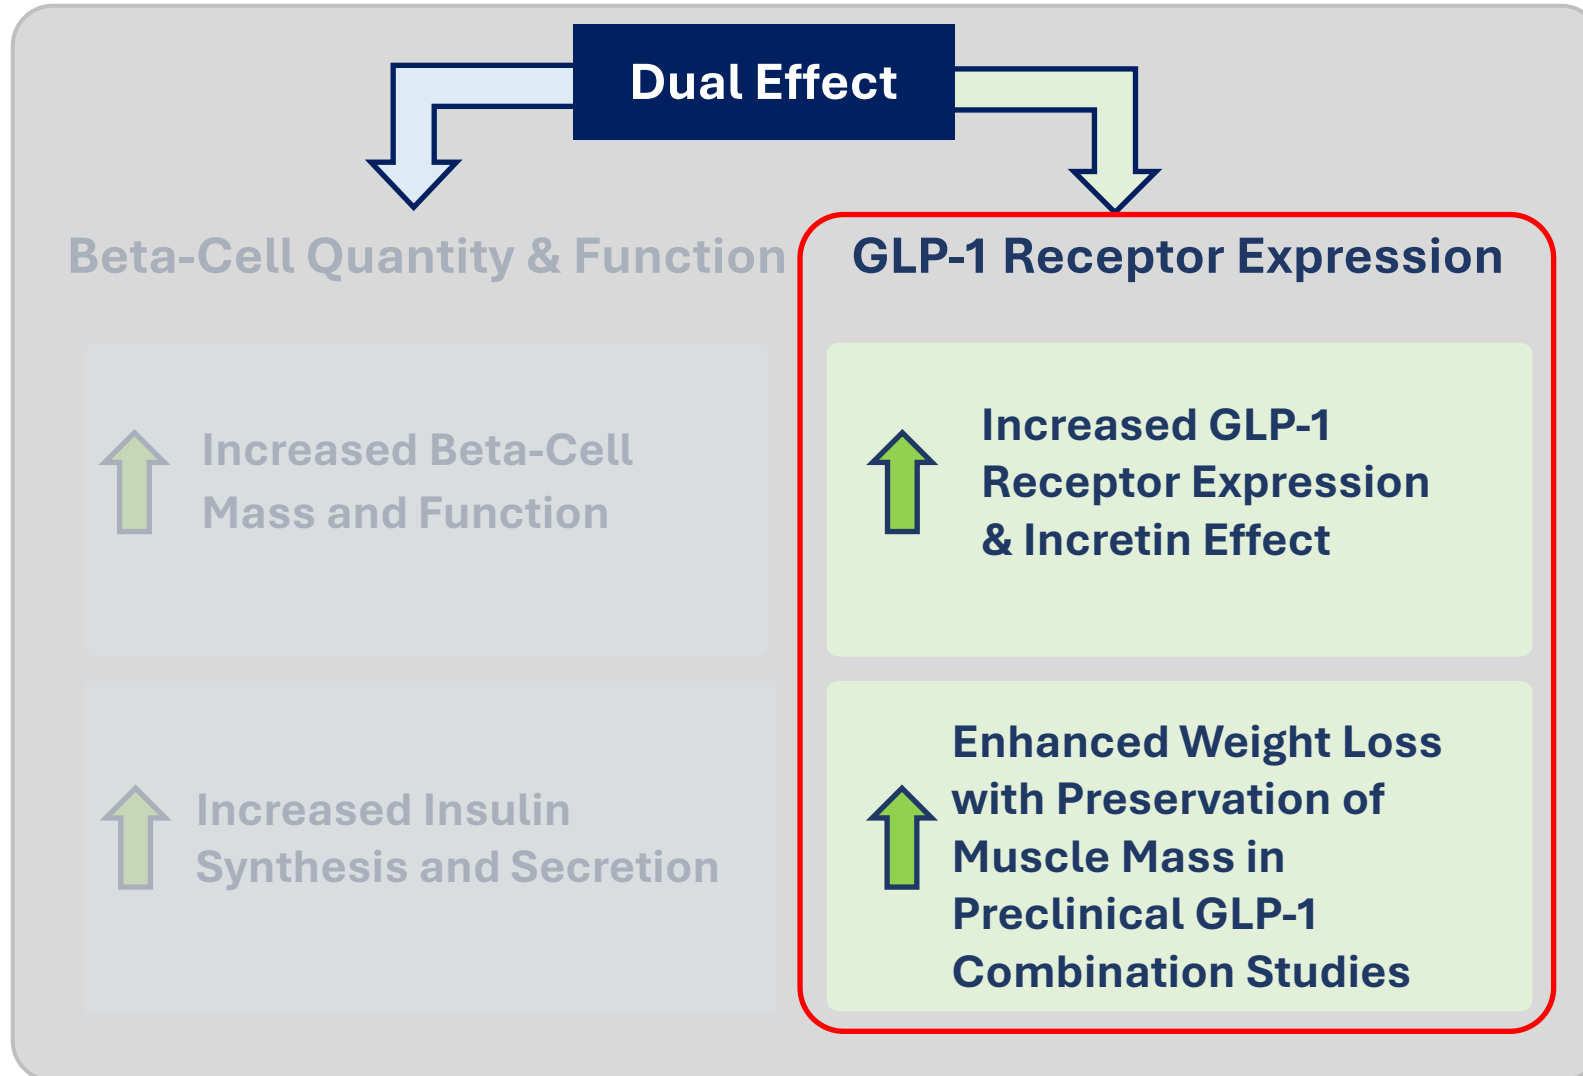 Dual Effect
Beta-Cell Quantity & Function
Increased Beta-Cell
Mass and Function
Increased Insulin
Synthesis and Secretion
GLP-1 Receptor Expression
Increased GLP-1
Receptor Expression
& Incretin Effect
Enhanced Weight Loss
with Preservation of
Muscle Mass in
Preclinical GLP-1
Combination Studies